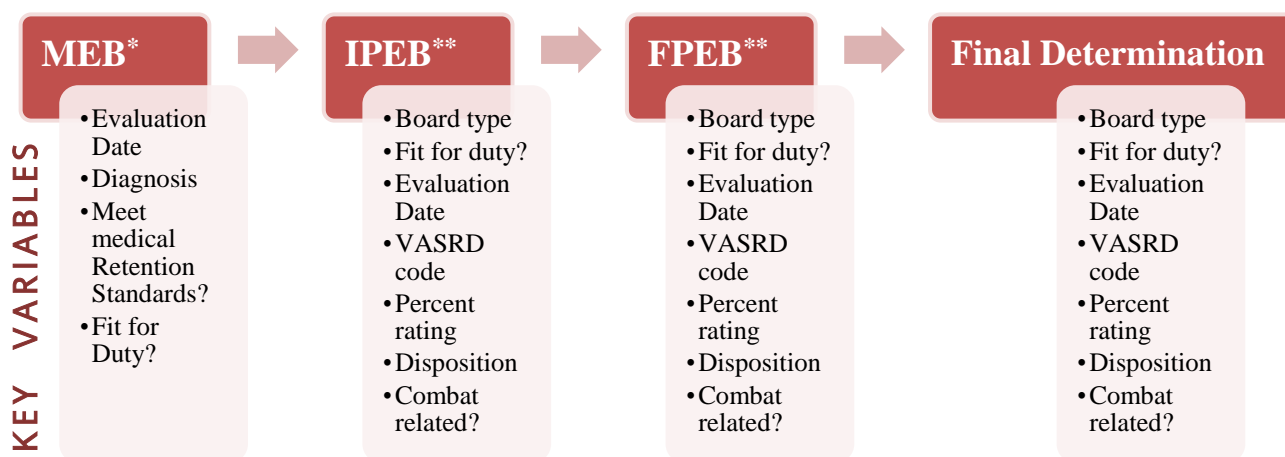 KEY VARIABLES
MEB*
•Evaluation
Date
•Diagnosis
•Meet
medical
Retention
Standards?
•Fit for
Duty?
IPEB**
•Board type
•Fit for duty?
•Evaluation
Date
•VASRD
code
•Percent
rating
•Disposition
•Combat
related?
FPEB**
•Board type
•Fit for duty?
•Evaluation
Date
•VASRD
code
•Percent
rating
•Disposition
•Combat
related?
Final Determination
•Board type
•Fit for duty?
•Evaluation
Date
•VASRD
code
•Percent
rating
•Disposition
•Combat
related?